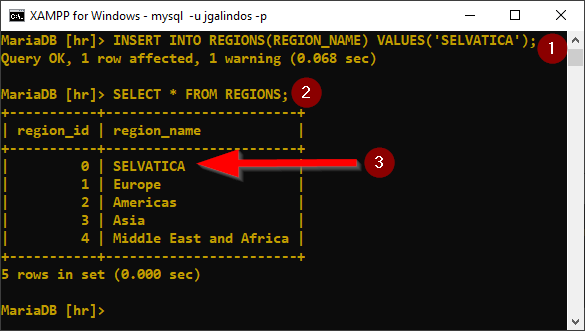 XAMPP for Windows - mysql -u jgalindos -p
MariaDB [hr]> INSERT INTO REGIONS(REGION_NAME) VALUES('SELVATICA'); 1
Query OK, 1 row affected, 1 warning (0.068 sec)
MariaDB [hr]> SELECT * FROM REGIONS; 2
+-----------+------------------------+
| region_id | region_name            |
+-----------+------------------------+
|         0 | SELVATICA              | 3
|         1 | Europe                 |
|         2 | Americas               |
|         3 | Asia                   |
|         4 | Middle East and Africa |
+-----------+------------------------+
5 rows in set (0.000 sec)
MariaDB [hr]>